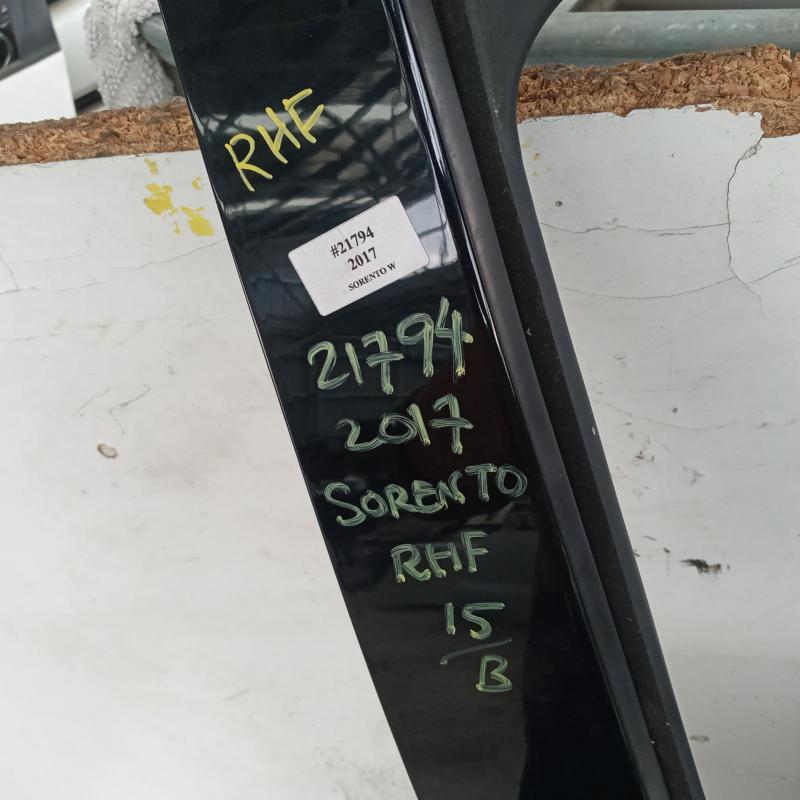 RHF
#21794
2017
SORENTO W
21794
2017
SORENTO
RHF
15
B